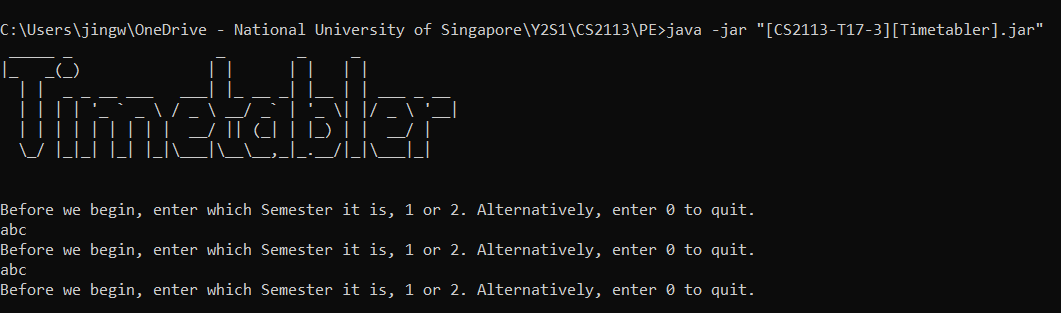 C:\Users\jingw\OneDrive - National University of Singapore\Y2S1\CS2113\PE>java -jar "[CS2113-T17-3][Timetabler].jar"
Timetabler
Before we begin, enter which Semester it is, 1 or 2. Alternatively, enter 0 to quit.
abc
Before we begin, enter which Semester it is, 1 or 2. Alternatively, enter 0 to quit.
abc
Before we begin, enter which Semester it is, 1 or 2. Alternatively, enter 0 to quit.